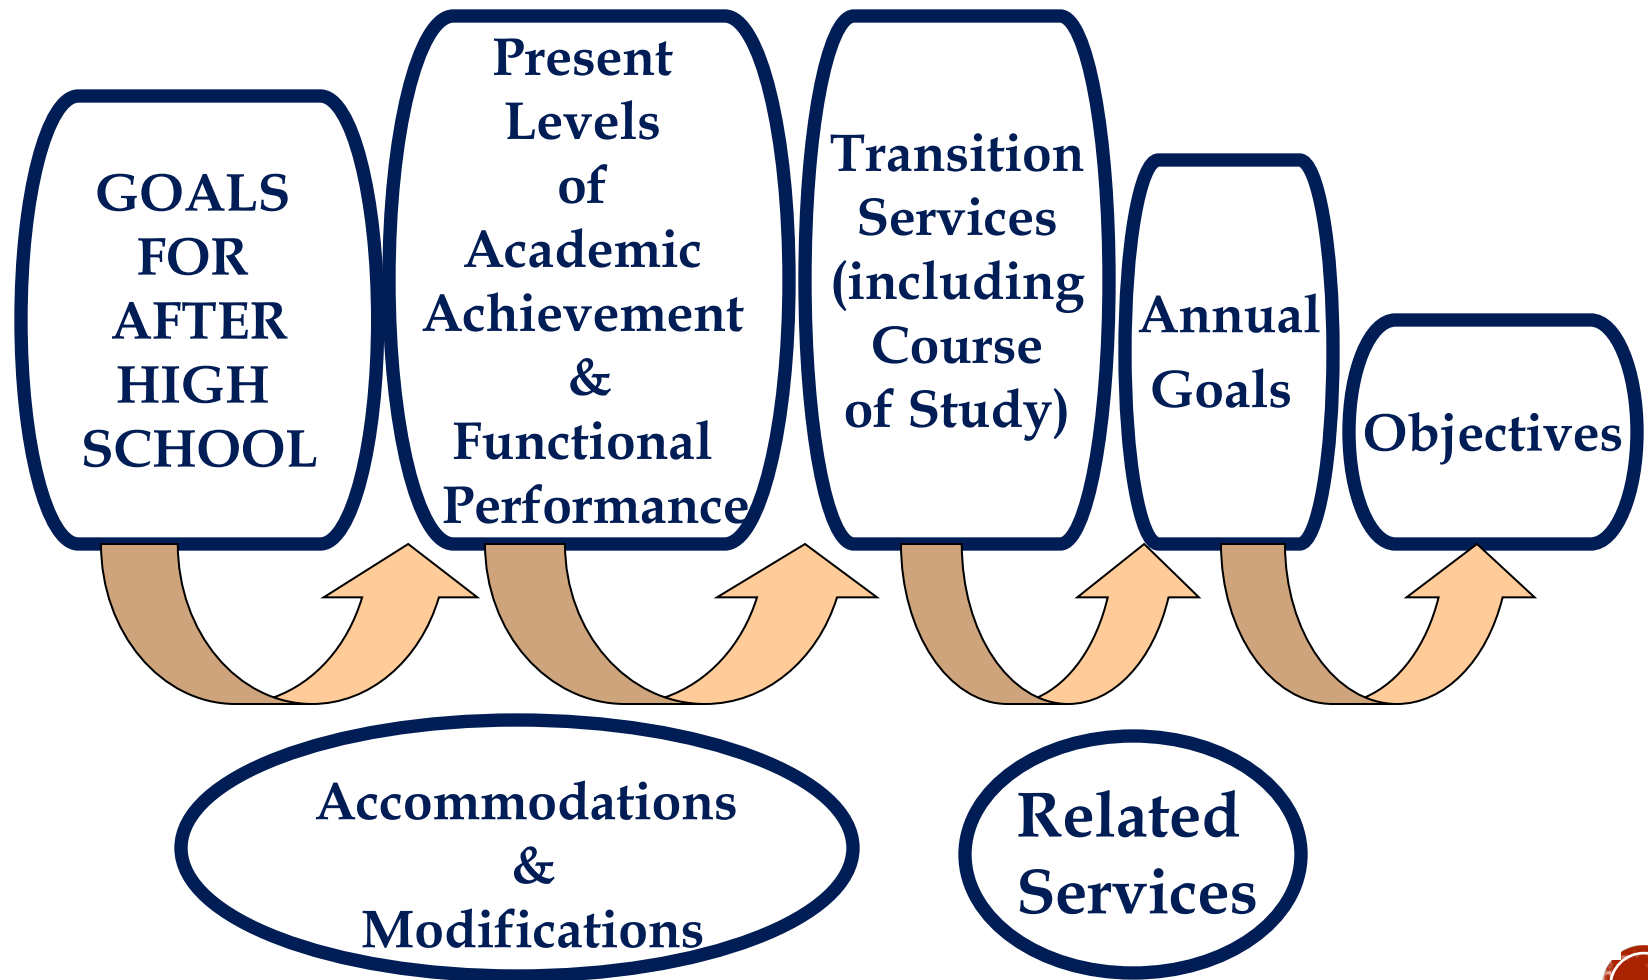 GOALS
FOR
AFTER
HIGH
SCHOOL
Present
Levels
of
Academic
Achievement
&
Functional
Performance
Transition
Services
(including
Course
of Study)
Annual
Goals
Objectives
Accommodations
&
Modifications
Related
Services